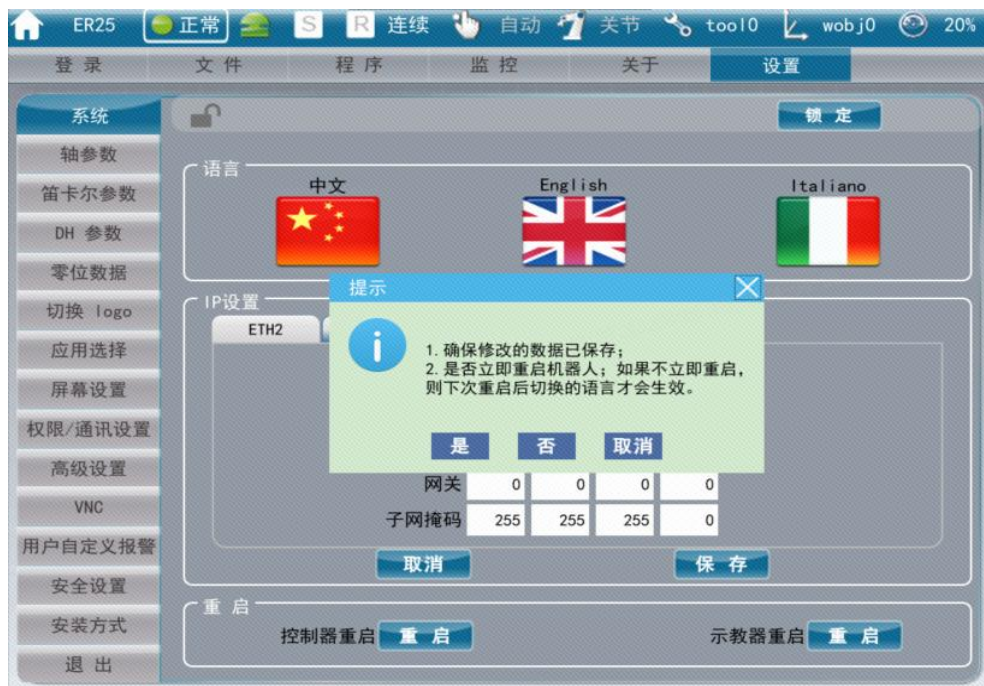 ER25 正常 S R 连续 自动 关节 tool0 wobj0 20%
登 录 文 件 程 序 监 控 关于 设置
系统
轴参数
笛卡尔参数
DH 参数
零位数据
切换 logo
应用选择
屏幕设置
权限/通讯设置
高级设置
VNC
用户自定义报警
安全设置
安装方式
退 出
锁 定
语言
中文 English Italiano
IP设置
ETH2
提示
1. 确保修改的数据已保存；
2. 是否立即重启机器人；如果不立即重启，
则下次重启后切换的语言才会生效。
是 否 取消
网关 0 0 0 0
子网掩码 255 255 255 0
取消 保 存
重 启
控制器重启 重 启 示教器重启 重 启